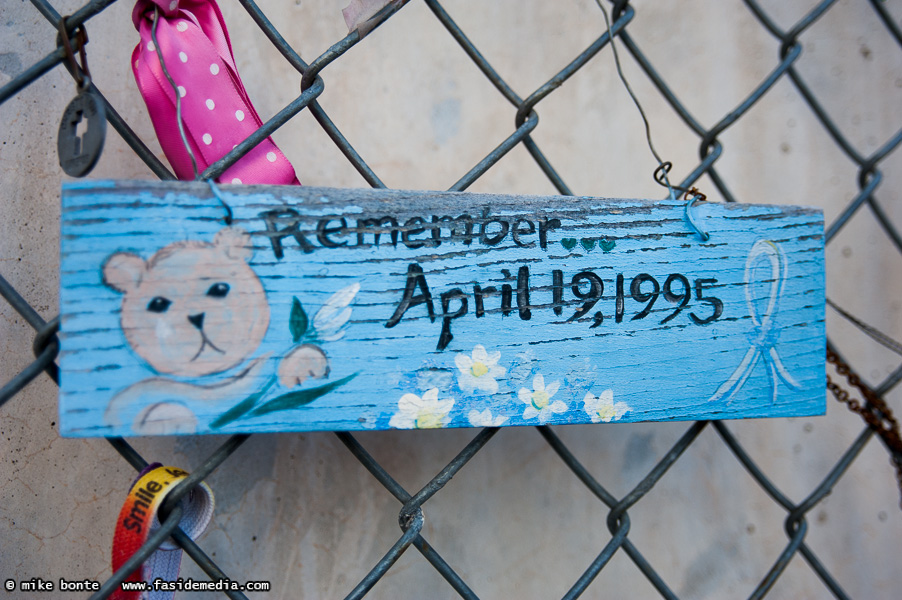 Remember...
April 19, 1995
Smile,
© mike bonte www.fasidemedia.com